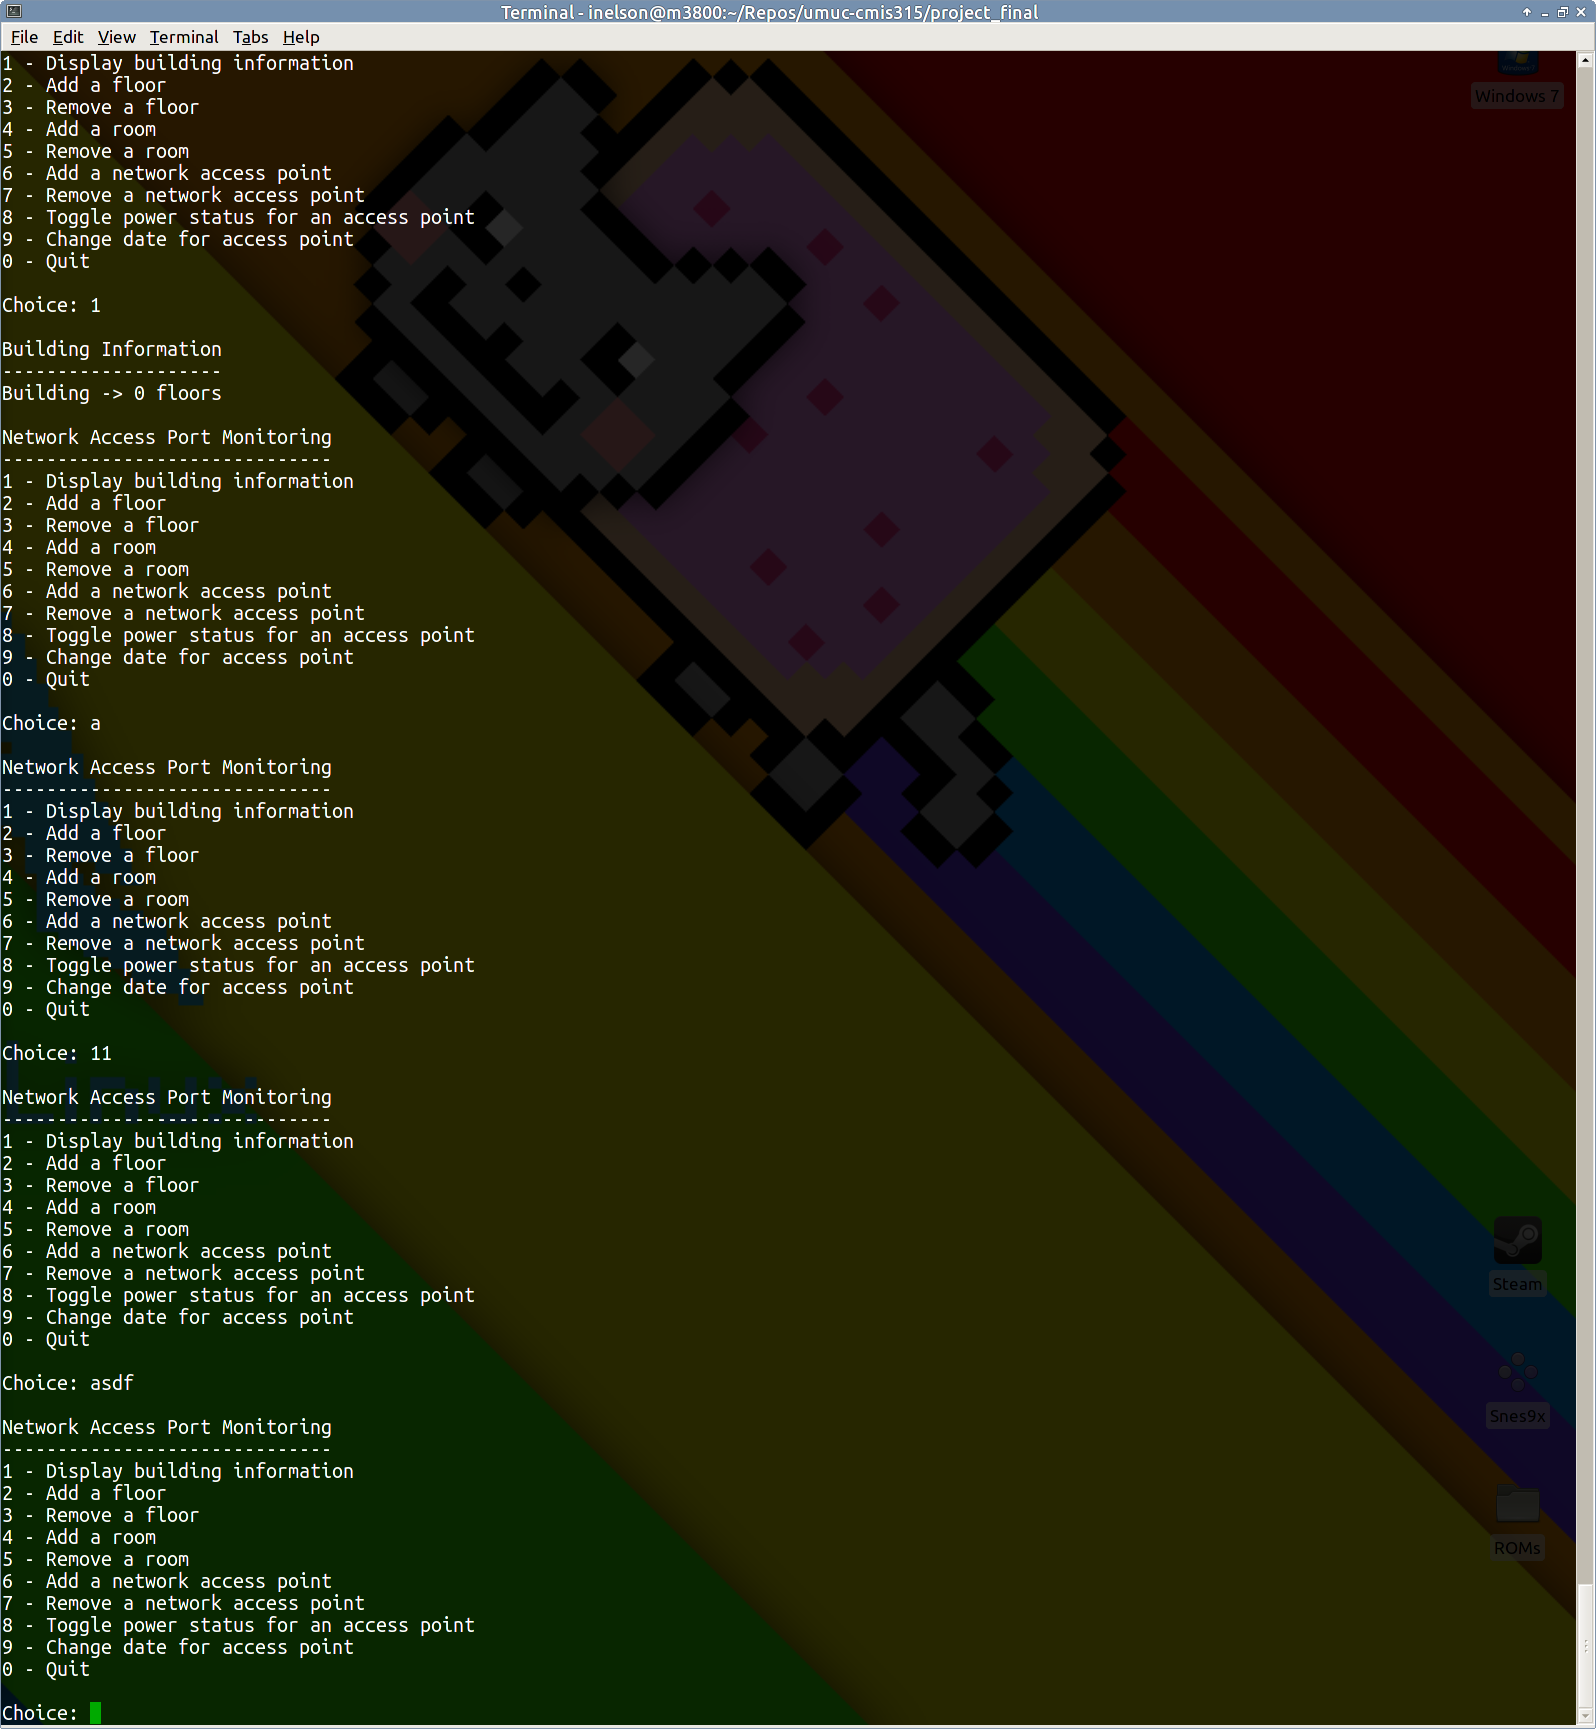 Terminal - inelson@m3800:~/Repos/umuc-cmis315/project_final
File Edit View Terminal Tabs Help
1 - Display building information
2 - Add a floor
3 - Remove a floor
4 - Add a room
5 - Remove a room
6 - Add a network access point
7 - Remove a network access point
8 - Toggle power status for an access point
9 - Change date for access point
0 - Quit
Choice: 1
Building Information
--------------------
Building -> 0 floors
Network Access Port Monitoring
------------------------------
1 - Display building information
2 - Add a floor
3 - Remove a floor
4 - Add a room
5 - Remove a room
6 - Add a network access point
7 - Remove a network access point
8 - Toggle power status for an access point
9 - Change date for access point
0 - Quit
Choice: a
Network Access Port Monitoring
------------------------------
1 - Display building information
2 - Add a floor
3 - Remove a floor
4 - Add a room
5 - Remove a room
6 - Add a network access point
7 - Remove a network access point
8 - Toggle power status for an access point
9 - Change date for access point
0 - Quit
Choice: 11
Network Access Port Monitoring
------------------------------
1 - Display building information
2 - Add a floor
3 - Remove a floor
4 - Add a room
5 - Remove a room
6 - Add a network access point
7 - Remove a network access point
8 - Toggle power status for an access point
9 - Change date for access point
0 - Quit
Choice: asdf
Network Access Port Monitoring
------------------------------
1 - Display building information
2 - Add a floor
3 - Remove a floor
4 - Add a room
5 - Remove a room
6 - Add a network access point
7 - Remove a network access point
8 - Toggle power status for an access point
9 - Change date for access point
0 - Quit
Choice:
Windows 7
Linux
Steam
Snes9x
ROMs